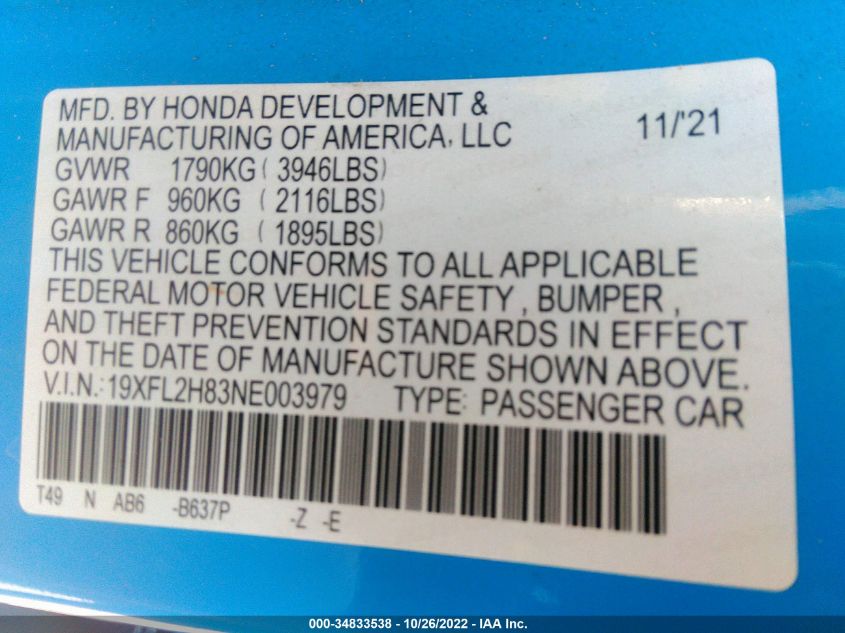 MFD. BY HONDA DEVELOPMENT &
MANUFACTURING OF AMERICA, LLC 11/'21
GVWR 1790KG ( 3946LBS)
GAWR F 960KG ( 2116LBS)
GAWR R 860KG ( 1895LBS)
THIS VEHICLE CONFORMS TO ALL APPLICABLE
FEDERAL MOTOR VEHICLE SAFETY , BUMPER ,
AND THEFT PREVENTION STANDARDS IN EFFECT
ON THE DATE OF MANUFACTURE SHOWN ABOVE.
V.I.N.: 19XFL2H83NE003979 TYPE: PASSENGER CAR
T49 N AB6 -B637P -Z -E
000-34833538 - 10/26/2022 - IAA Inc.